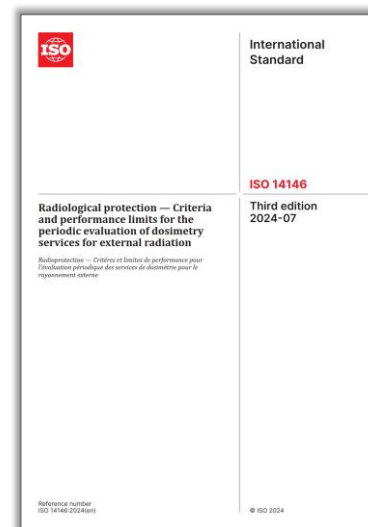 ISO
International
Standard
ISO 14146
Third edition
2024-07
Radiological protection — Criteria
and performance limits for the
periodic evaluation of dosimetry
services for external radiation
Radioprotection — Critères et limites de performance pour
l'évaluation périodique des services de dosimétrie pour le
rayonnement externe
Reference number
ISO 14146:2024(en)
© ISO 2024